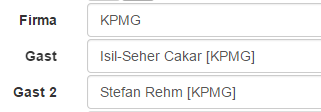 Firma KPMG
Gast Isil-Seher Cakar [KPMG]
Gast 2 Stefan Rehm [KPMG]